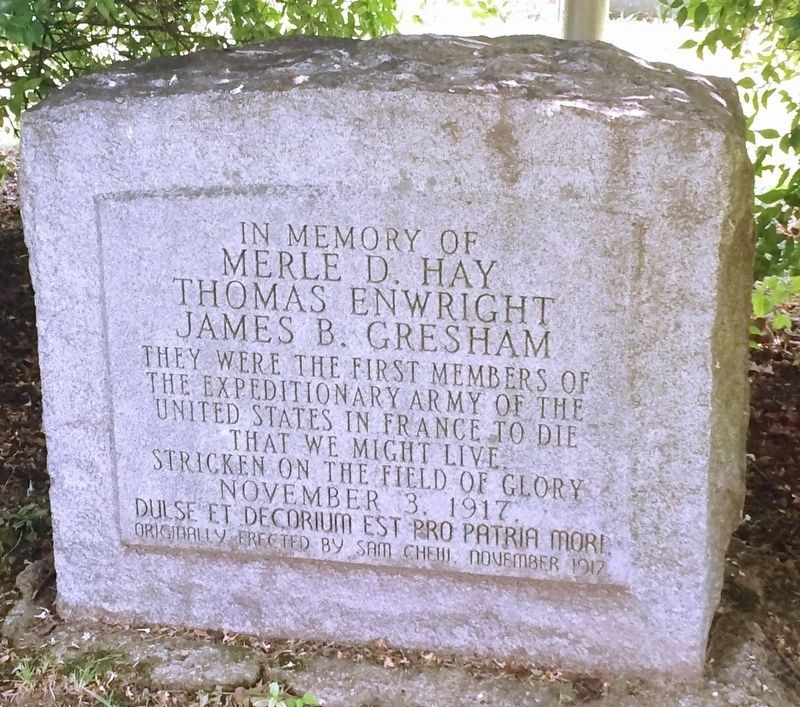 IN MEMORY OF
MERLE D. HAY
THOMAS ENWRIGHT
JAMES B. GRESHAM
THEY WERE THE FIRST MEMBERS OF
THE EXPEDITIONARY ARMY OF THE
UNITED STATES IN FRANCE TO DIE
THAT WE MIGHT LIVE.
STRICKEN ON THE FIELD OF GLORY
NOVEMBER 3, 1917
DULSE ET DECORIUM EST PRO PATRIA MORI.
ORIGINALLY ERECTED BY SAM CHEW, NOVEMBER 1917